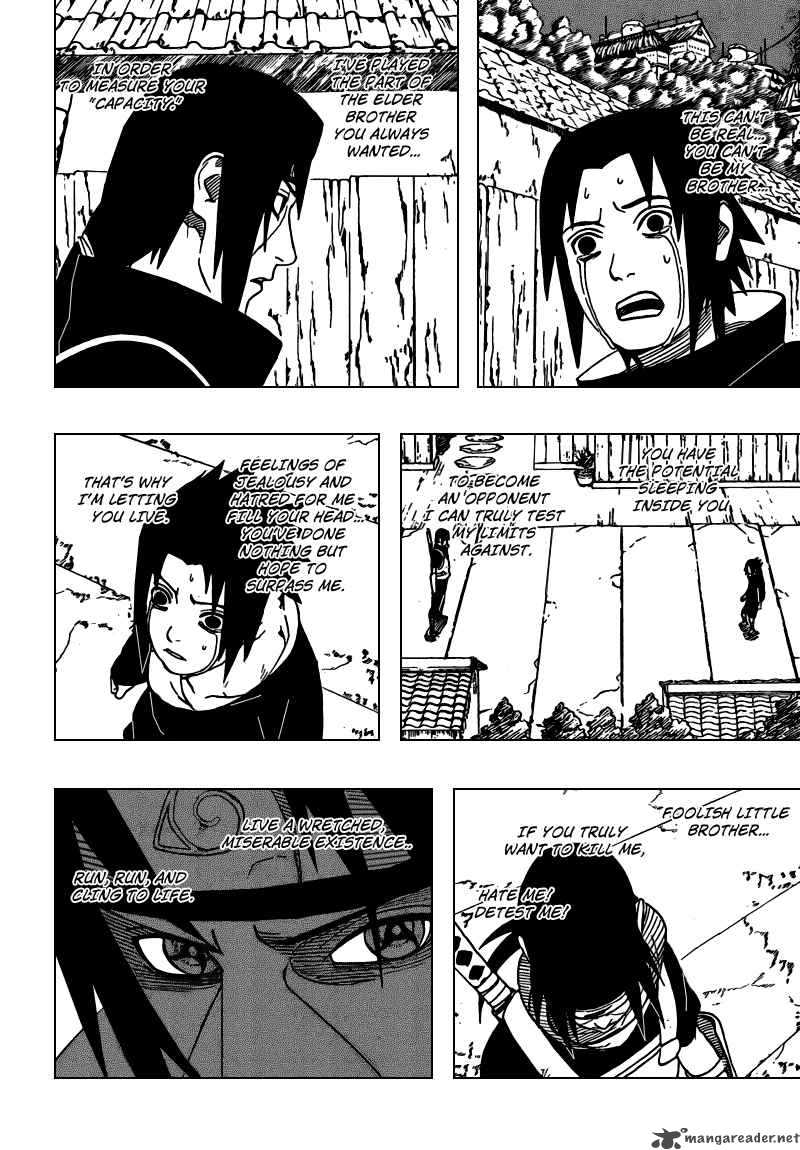 THIS CAN'T
BE REAL...
YOU CAN'T
BE MY
BROTHER...
I'VE PLAYED
THE PART OF
THE ELDER
BROTHER
YOU ALWAYS
WANTED...
IN ORDER
TO MEASURE YOUR
"CAPACITY."
YOU HAVE
THE POTENTIAL
SLEEPING
INSIDE YOU
TO BECOME
AN OPPONENT
I CAN TRULY TEST
MY LIMITS
AGAINST.
FEELINGS OF
JEALOUSY AND
HATRED FOR ME
FILL YOUR HEAD...
YOU'VE DONE
NOTHING BUT
HOPE TO
SURPASS ME.
THAT'S WHY
I'M LETTING
YOU LIVE.
FOOLISH LITTLE
BROTHER...
IF YOU TRULY
WANT TO KILL ME,
HATE ME!
DETEST ME!
LIVE A WRETCHED,
MISERABLE EXISTENCE..
RUN, RUN, AND
CLING TO LIFE.
mangareader.net